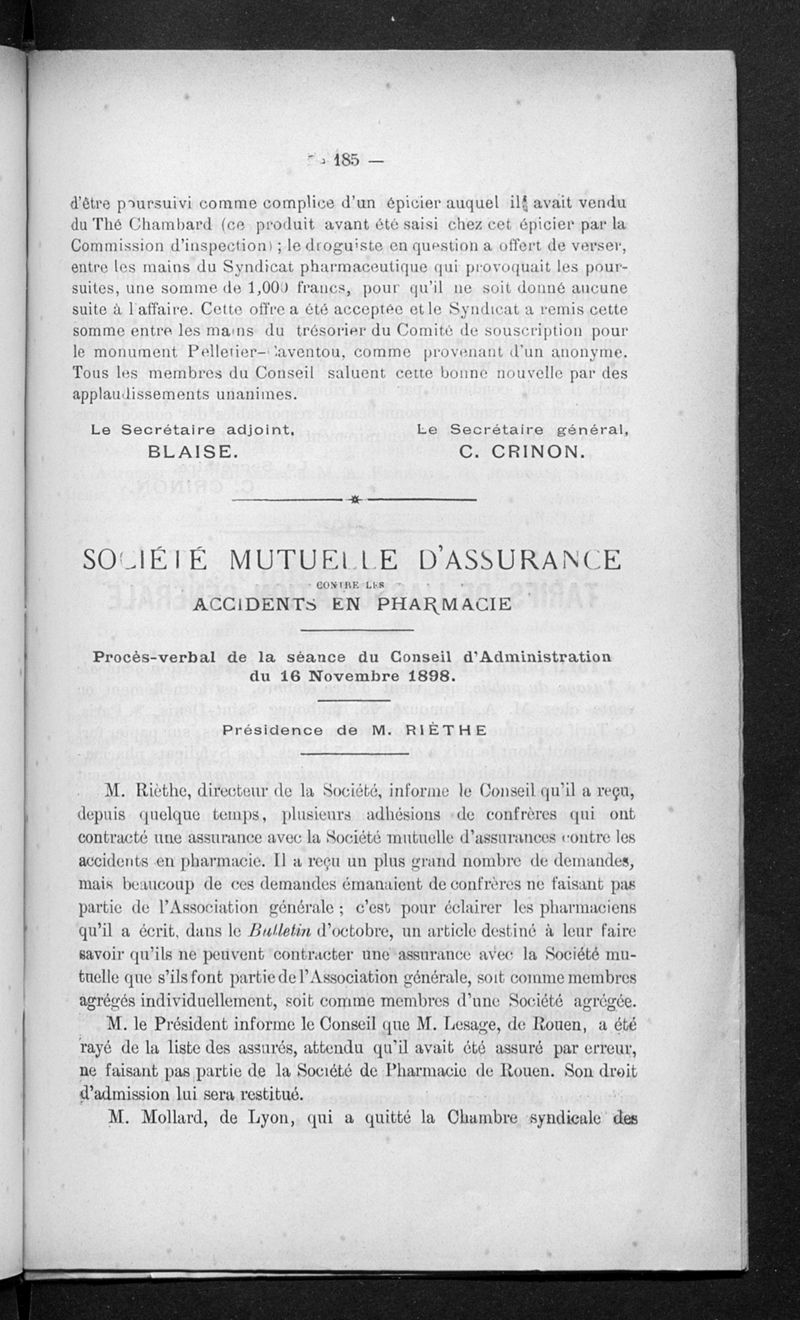 185 —
d'être poursuivi comme complice d'un épicier auquel il avait vendu
du Thé Chambard (ce produit avant été saisi chez cet épicier par la
Commission d'inspection) ; le droguiste en question a offert de verser,
entre les mains du Syndicat pharmaceutique qui provoquait les pour-
suites, une somme de 1,000 francs, pour qu'il ne soit donné aucune
suite à l'affaire. Cette offre a été acceptée et le Syndicat a remis cette
somme entre les mains du trésorier du Comité de souscription pour
le monument Pelletier-Caventou, comme provenant d'un anonyme.
Tous les membres du Conseil saluent cette bonne nouvelle par des
applaudissements unanimes.
Le Secrétaire adjoint, Le Secrétaire général,
BLAISE. C. CRINON.
SOCIÉTÉ MUTUELLE D'ASSURANCE
CONTRE LES
ACCIDENTS EN PHARMACIE
Procès-verbal de la séance du Conseil d'Administration
du 16 Novembre 1898.
Présidence de M. RIÈTHE
M. Rièthe, directeur de la Société, informe le Conseil qu'il a reçu,
depuis quelque temps, plusieurs adhésions de confrères qui ont
contracté une assurance avec la Société mutuelle d'assurances contre les
accidents en pharmacie. Il a reçu un plus grand nombre de demandes,
mais beaucoup de ces demandes émanaient de confrères ne faisant pas
partie de l'Association générale ; c'est pour éclairer les pharmaciens
qu'il a écrit, dans le Bulletin d'octobre, un article destiné à leur faire
savoir qu'ils ne peuvent contracter une assurance avec la Société mu-
tuelle que s'ils font partie de l'Association générale, soit comme membres
agrégés individuellement, soit comme membres d'une Société agrégée.
M. le Président informe le Conseil que M. Lesage, de Rouen, a été
rayé de la liste des assurés, attendu qu'il avait été assuré par erreur,
ne faisant pas partie de la Société de Pharmacie de Rouen. Son droit
d'admission lui sera restitué.
M. Mollard, de Lyon, qui a quitté la Chambre syndicale des